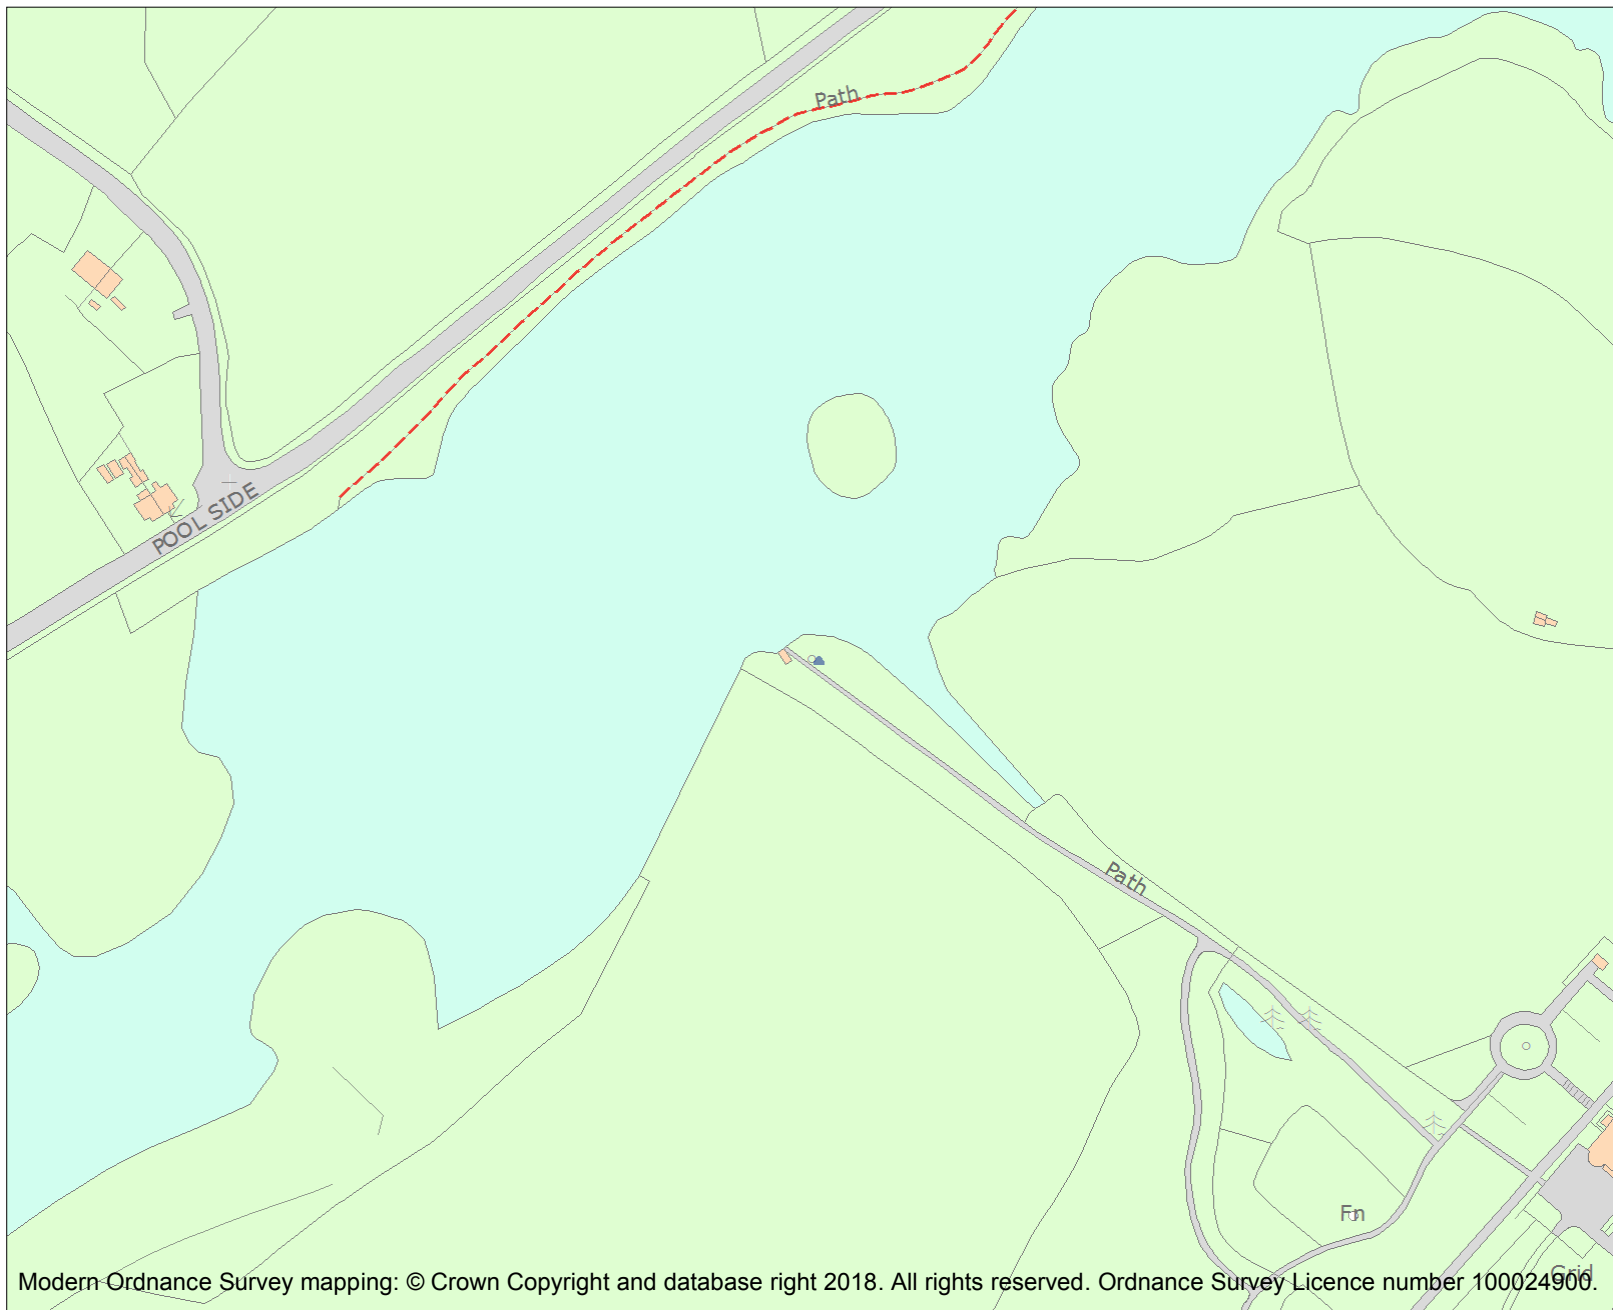 Path
POOL SIDE
Path
Fn
Grid
Modern Ordnance Survey mapping: © Crown Copyright and database right 2018. All rights reserved. Ordnance Survey Licence number 100024900.